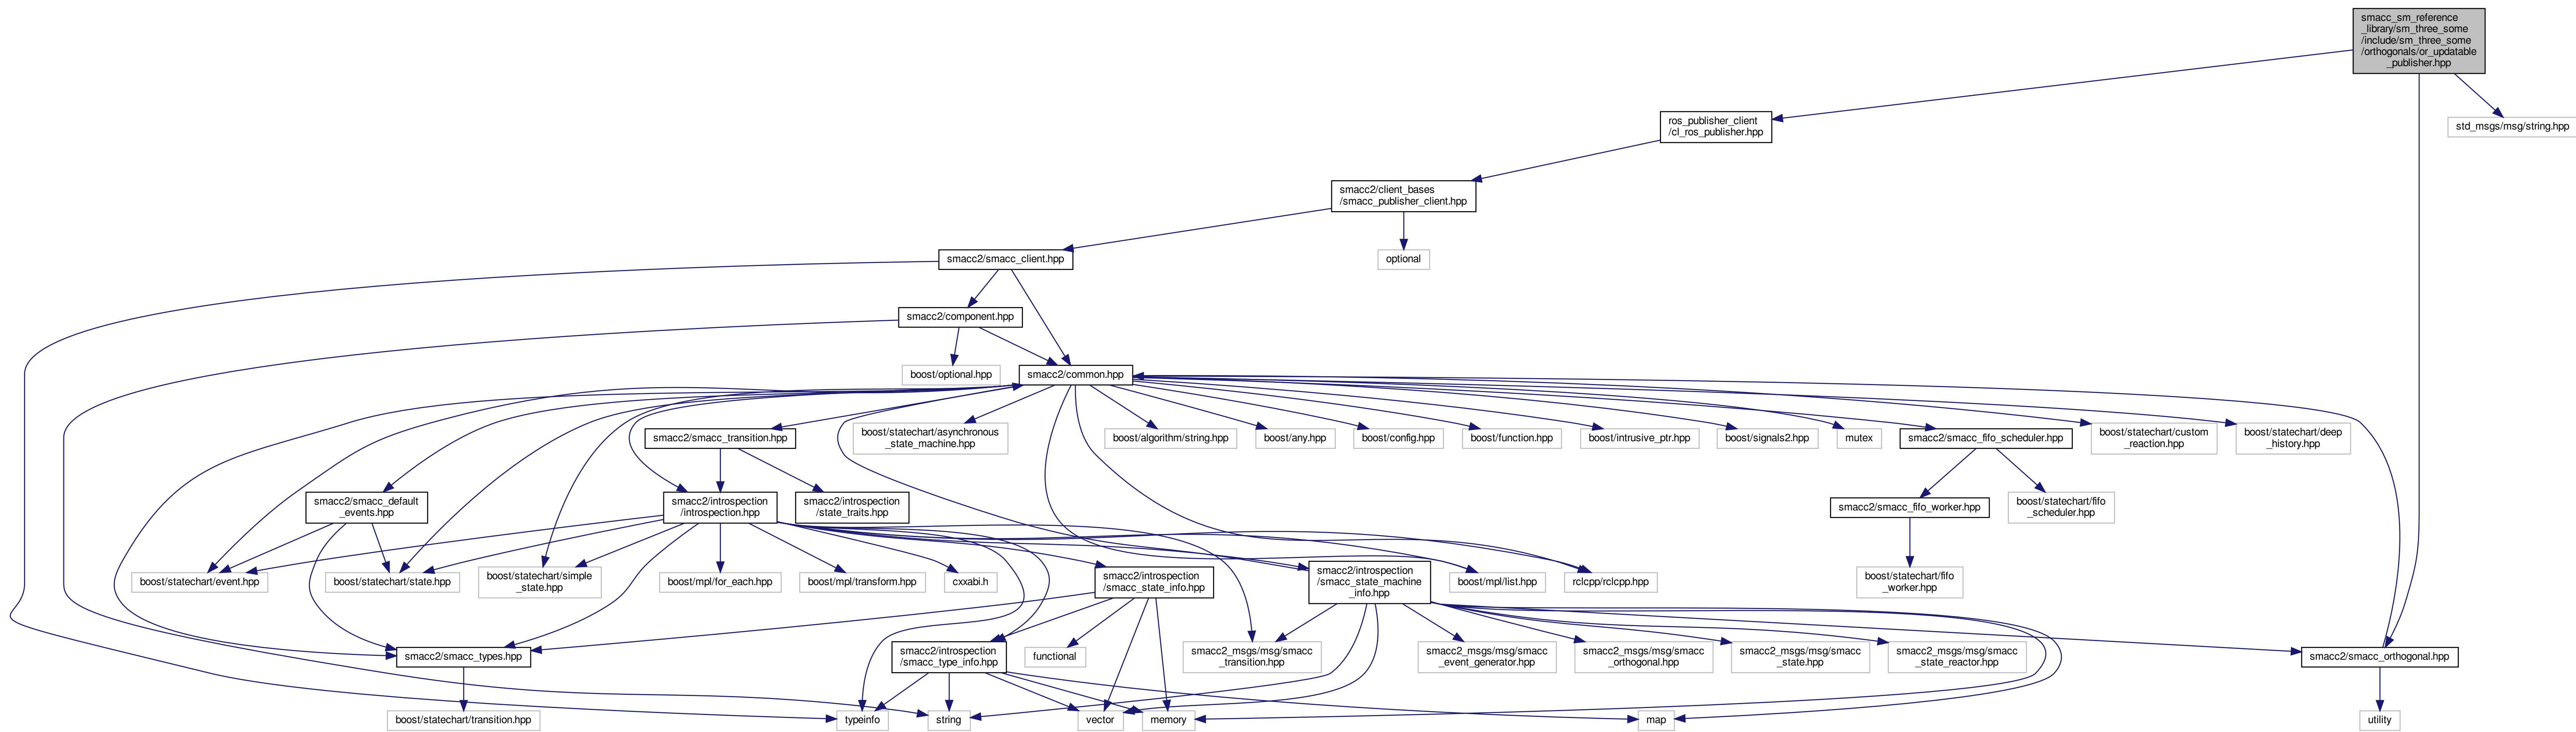 smacc_sm_reference
_library/sm_three_some
/include/sm_three_some
/orthogonals/or_updatable
_publisher.hpp
ros_publisher_client
/cl_ros_publisher.hpp
std_msgs/msg/string.hpp
smacc2/client_bases
/smacc_publisher_client.hpp
smacc2/smacc_client.hpp
optional
smacc2/component.hpp
boost/optional.hpp
smacc2/common.hpp
smacc2/smacc_transition.hpp
boost/statechart/asynchronous
_state_machine.hpp
boost/algorithm/string.hpp
boost/any.hpp
boost/config.hpp
boost/function.hpp
boost/intrusive_ptr.hpp
boost/signals2.hpp
mutex
smacc2/smacc_fifo_scheduler.hpp
boost/statechart/custom
_reaction.hpp
boost/statechart/deep
_history.hpp
smacc2/smacc_default
_events.hpp
smacc2/introspection
/introspection.hpp
smacc2/introspection
/state_traits.hpp
smacc2/smacc_fifo_worker.hpp
boost/statechart/fifo
_scheduler.hpp
boost/statechart/event.hpp
boost/statechart/state.hpp
boost/statechart/simple
_state.hpp
boost/mpl/for_each.hpp
boost/mpl/transform.hpp
cxxabi.h
smacc2/introspection
/smacc_state_info.hpp
smacc2/introspection
/smacc_state_machine
_info.hpp
boost/mpl/list.hpp
rclcpp/rclcpp.hpp
boost/statechart/fifo
_worker.hpp
smacc2/smacc_types.hpp
smacc2/introspection
/smacc_type_info.hpp
functional
smacc2_msgs/msg/smacc
_transition.hpp
smacc2_msgs/msg/smacc
_event_generator.hpp
smacc2_msgs/msg/smacc
_orthogonal.hpp
smacc2_msgs/msg/smacc
_state.hpp
smacc2_msgs/msg/smacc
_state_reactor.hpp
smacc2/smacc_orthogonal.hpp
boost/statechart/transition.hpp
typeinfo
string
vector
memory
map
utility